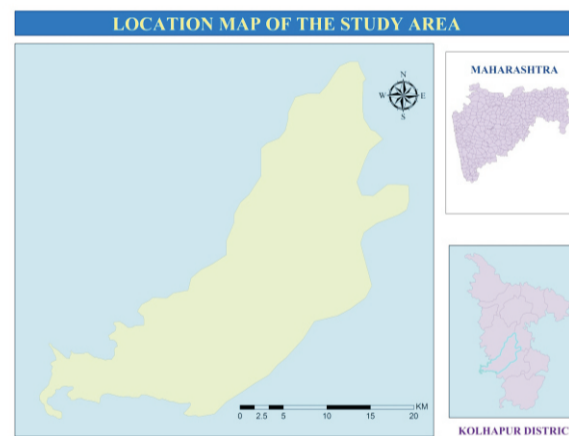 LOCATION MAP OF THE STUDY AREA
N
W E
S
MAHARASHTRA
KM
0 2.5 5 10 15 20
KOLHAPUR DISTRIC